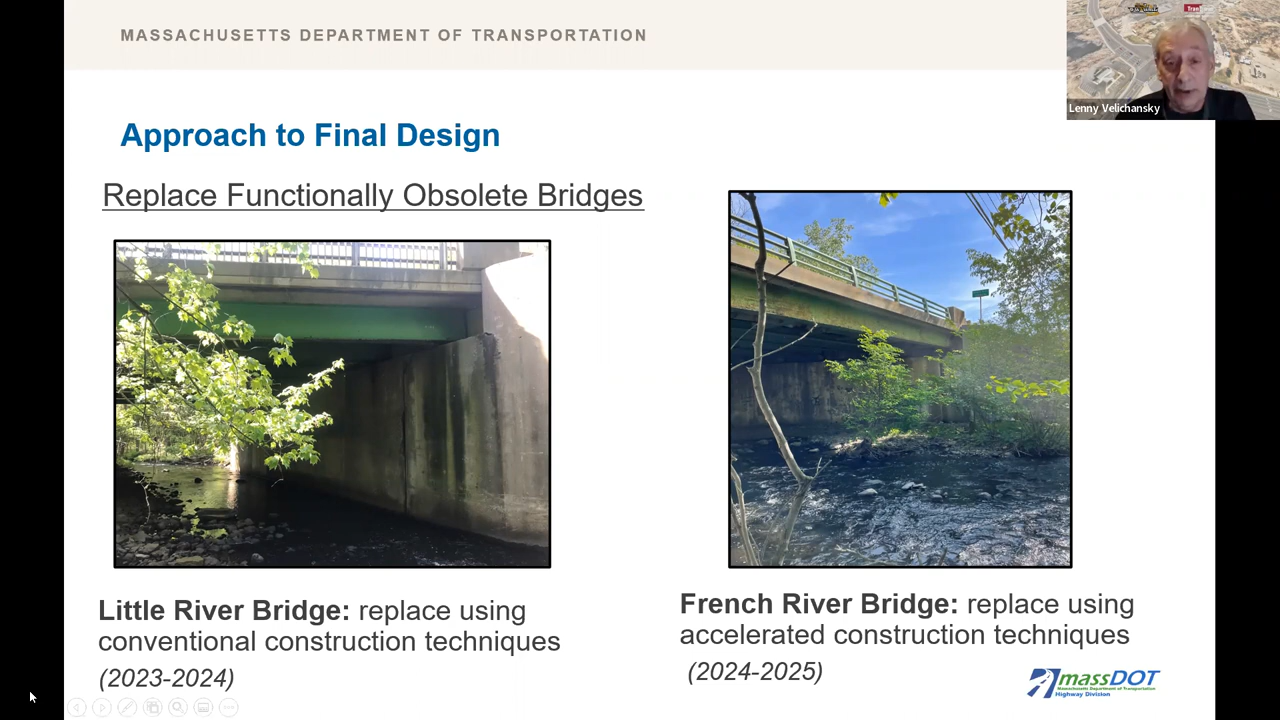 MASSACHUSETTS DEPARTMENT OF TRANSPORTATION
Lenny Velichansky
Approach to Final Design
Replace Functionally Obsolete Bridges
Little River Bridge: replace using
conventional construction techniques
(2023-2024)
French River Bridge: replace using
accelerated construction techniques
(2024-2025)
massDOT
Massachusetts Department of Transportation
Highway Division